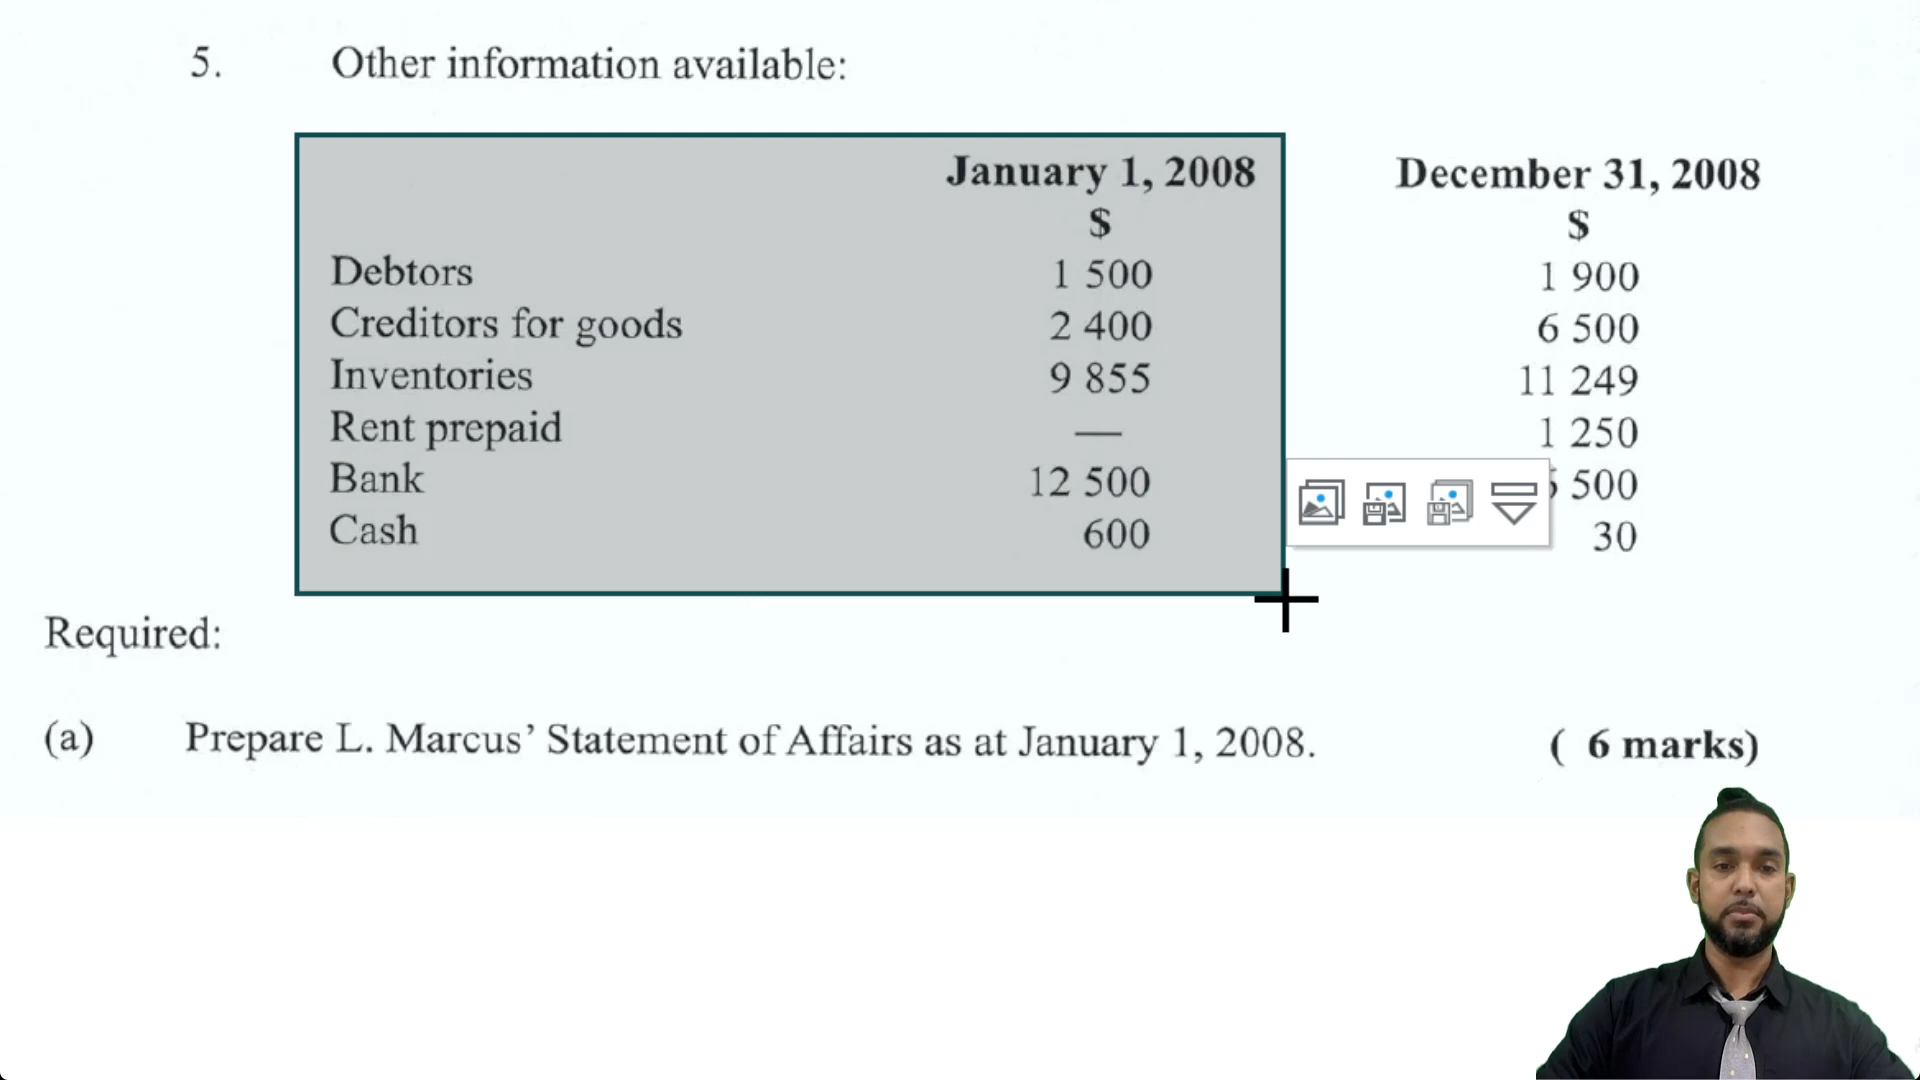 5. Other information available:
January 1, 2008 December 31, 2008
$ $
Debtors 1 500 1 900
Creditors for goods 2 400 6 500
Inventories 9 855 11 249
Rent prepaid — 1 250
Bank 12 500 500
Cash 600 30
Required:
(a) Prepare L. Marcus’ Statement of Affairs as at January 1, 2008. ( 6 marks)